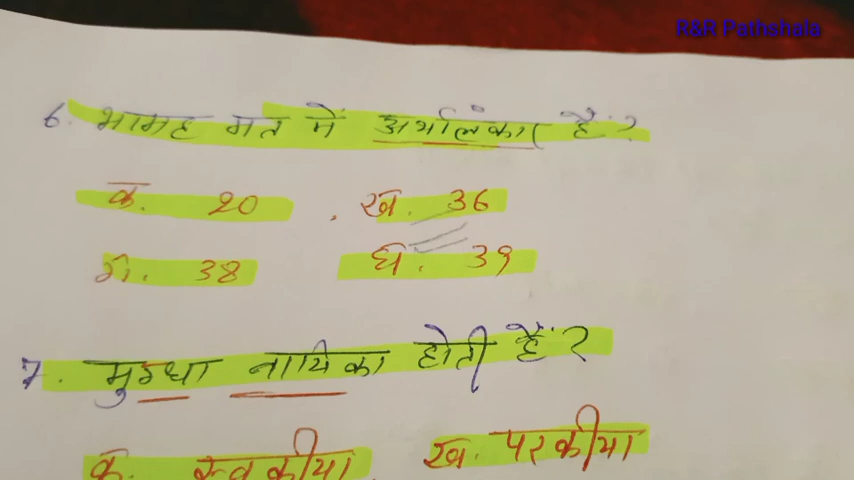 R&R Pathshala
6. भामह मत में अर्थालंकार हैं?
क. 20 . ख. 36
ग. 38 घ. 39
7. मुग्धा नायिका होती हैं?
क. स्वकीया. ख. परकीया